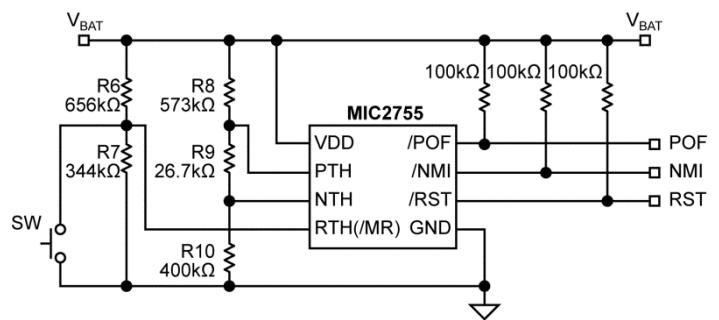 VBAT VBAT
R6
656kΩ
R8
573kΩ
100kΩ 100kΩ 100kΩ
MIC2755
R7
344kΩ
R9
26.7kΩ
VDD /POF POF
PTH /NMI NMI
NTH /RST RST
RTH(/MR) GND
SW
R10
400kΩ